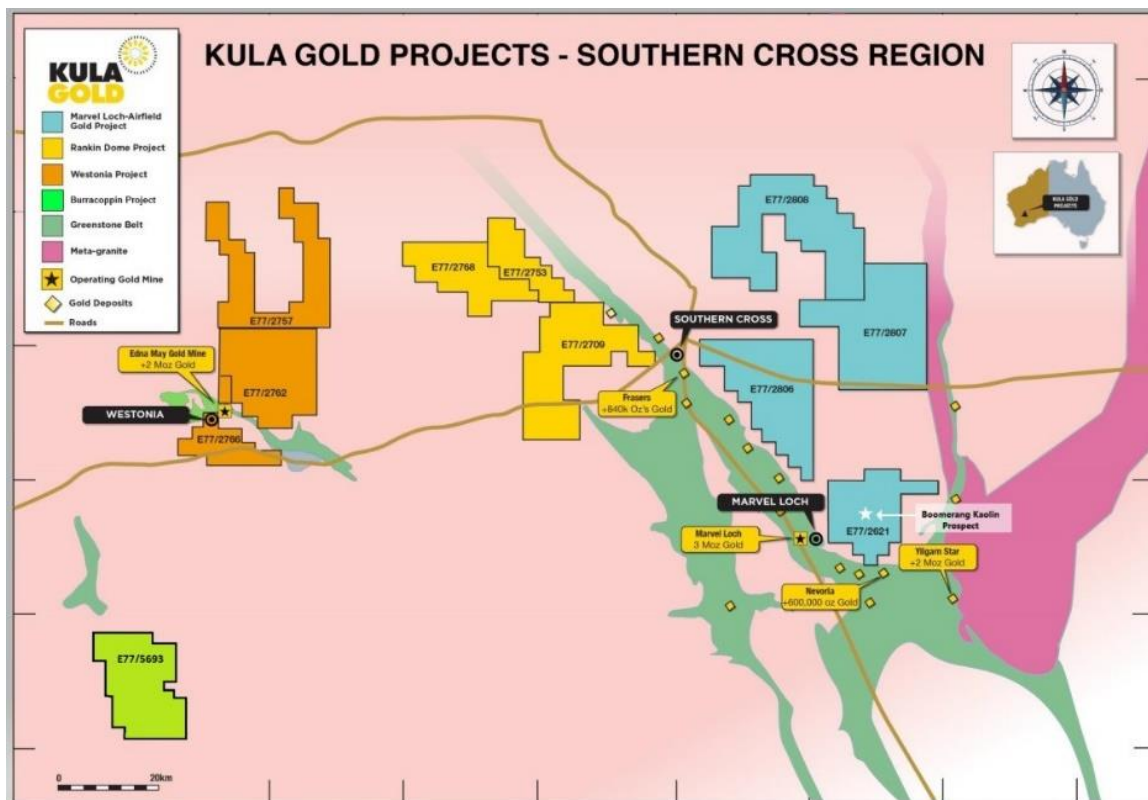 KULA GOLD PROJECTS - SOUTHERN CROSS REGION
KULA
GOLD
Marvel Loch-Airfield
Gold Project
Rankin Dome Project
Westonia Project
Burracoppin Project
Greenstone Belt
Meta-granite
Operating Gold Mine
Gold Deposits
Roads
KULA GOLD
PROJECTS
E77/2808
E77/2768
E77/2753
E77/2757
E77/2807
SOUTHERN CROSS
E77/2709
Edna May Gold Mine
+2 Moz Gold
E77/2762
E77/2806
Frasers
+840k Oz's Gold
WESTONIA
E77/2766
MARVEL LOCH
Boomerang Kaolin
Prospect
E77/2621
Marvel Loch
3 Moz Gold
Yilgarn Star
+2 Moz Gold
Nevoria
+600,000 oz Gold
E77/5693
0
20km